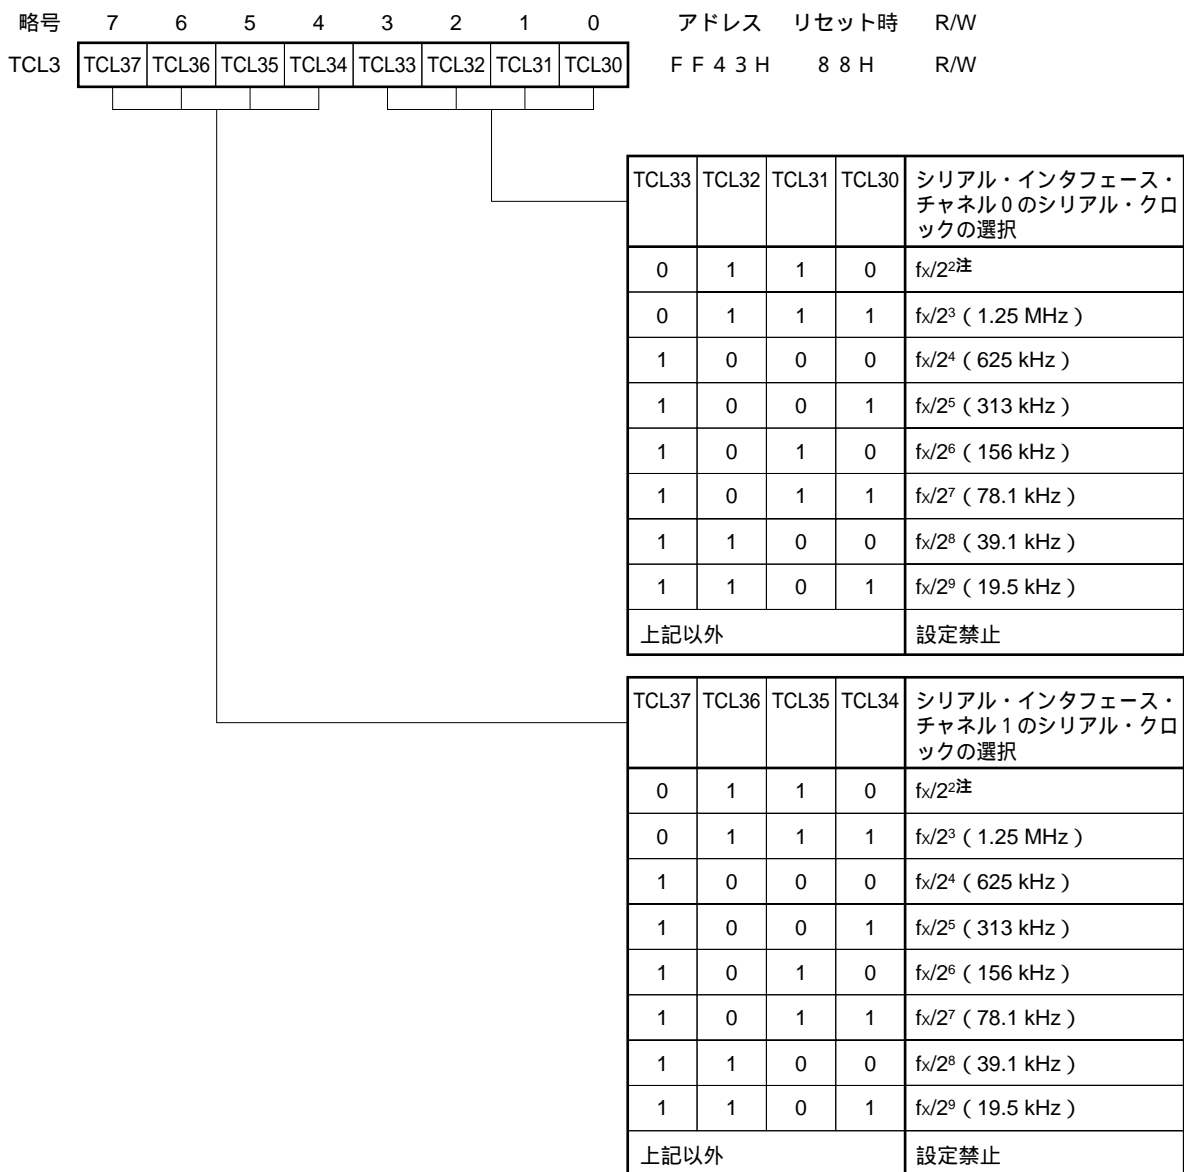 略号 7 6 5 4 3 2 1 0 アドレス リセット時 R/W
TCL3 TCL37 TCL36 TCL35 TCL34 TCL33 TCL32 TCL31 TCL30 FF43H 88H R/W
TCL33 TCL32 TCL31 TCL30 シリアル・インタフェース・
チャネル0のシリアル・クロ
ックの選択
0 1 1 0 fx/2²注
0 1 1 1 fx/2³(1.25 MHz)
1 0 0 0 fx/2⁴(625 kHz)
1 0 0 1 fx/2⁵(313 kHz)
1 0 1 0 fx/2⁶(156 kHz)
1 0 1 1 fx/2⁷(78.1 kHz)
1 1 0 0 fx/2⁸(39.1 kHz)
1 1 0 1 fx/2⁹(19.5 kHz)
上記以外 設定禁止
TCL37 TCL36 TCL35 TCL34 シリアル・インタフェース・
チャネル1のシリアル・クロ
ックの選択
0 1 1 0 fx/2²注
0 1 1 1 fx/2³(1.25 MHz)
1 0 0 0 fx/2⁴(625 kHz)
1 0 0 1 fx/2⁵(313 kHz)
1 0 1 0 fx/2⁶(156 kHz)
1 0 1 1 fx/2⁷(78.1 kHz)
1 1 0 0 fx/2⁸(39.1 kHz)
1 1 0 1 fx/2⁹(19.5 kHz)
上記以外 設定禁止